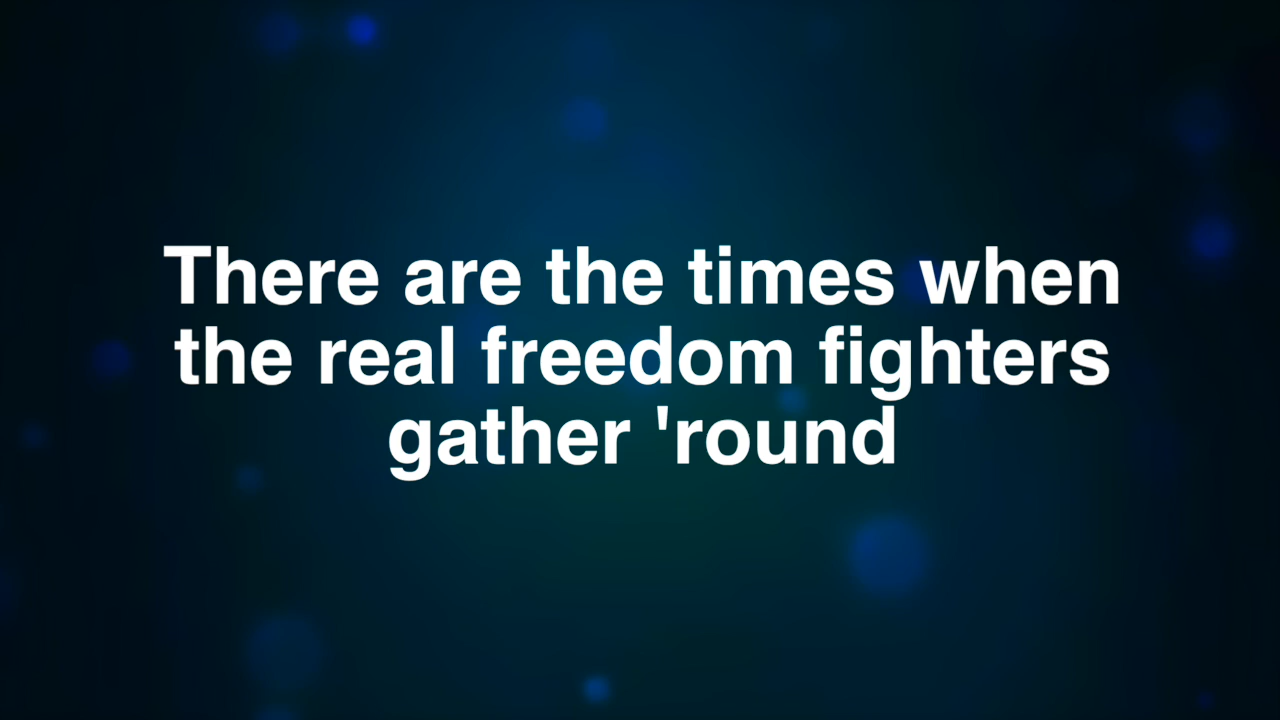 There are the times when
the real freedom fighters
gather 'round